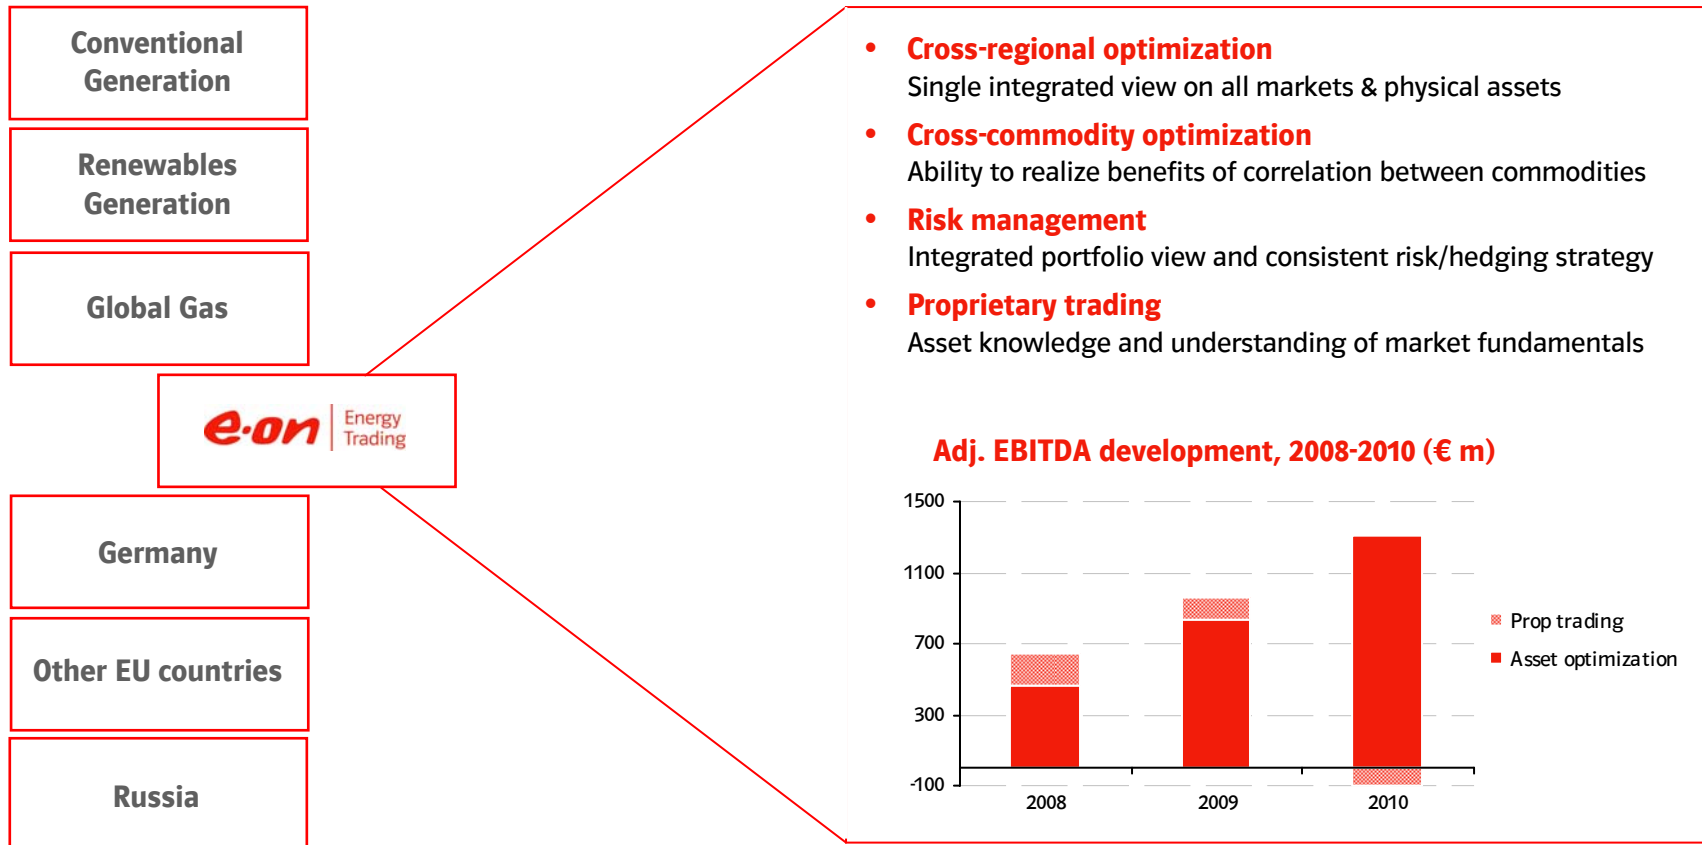 Conventional
Generation
Renewables
Generation
Global Gas
e·on Energy
Trading
Germany
Other EU countries
Russia
• Cross-regional optimization
Single integrated view on all markets & physical assets
• Cross-commodity optimization
Ability to realize benefits of correlation between commodities
• Risk management
Integrated portfolio view and consistent risk/hedging strategy
• Proprietary trading
Asset knowledge and understanding of market fundamentals
Adj. EBITDA development, 2008-2010 (€ m)
1500
1100
700
300
-100
2008 2009 2010
Prop trading
Asset optimization